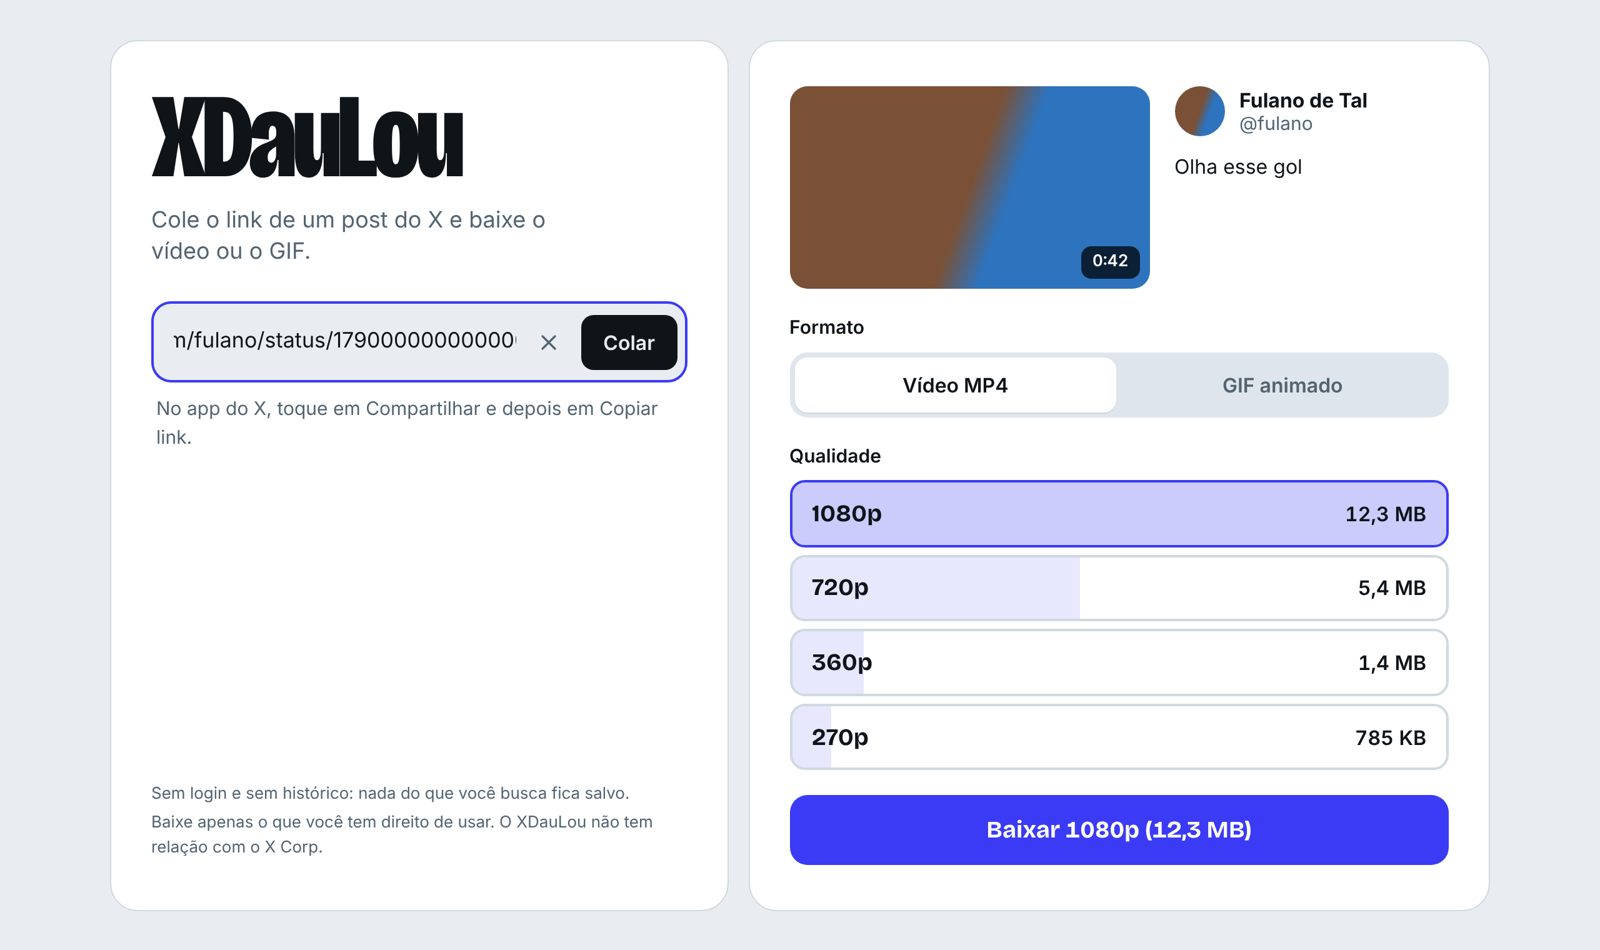 XDauLou
Cole o link de um post do X e baixe o
vídeo ou o GIF.
/fulano/status/17900000000000
Colar
No app do X, toque em Compartilhar e depois em Copiar
link.
Sem login e sem histórico: nada do que você busca fica salvo.
Baixe apenas o que você tem direito de usar. O XDauLou não tem
relação com o X Corp.
0:42
Fulano de Tal
@fulano
Olha esse gol
Formato
Vídeo MP4
GIF animado
Qualidade
1080p 12,3 MB
720p 5,4 MB
360p 1,4 MB
270p 785 KB
Baixar 1080p (12,3 MB)